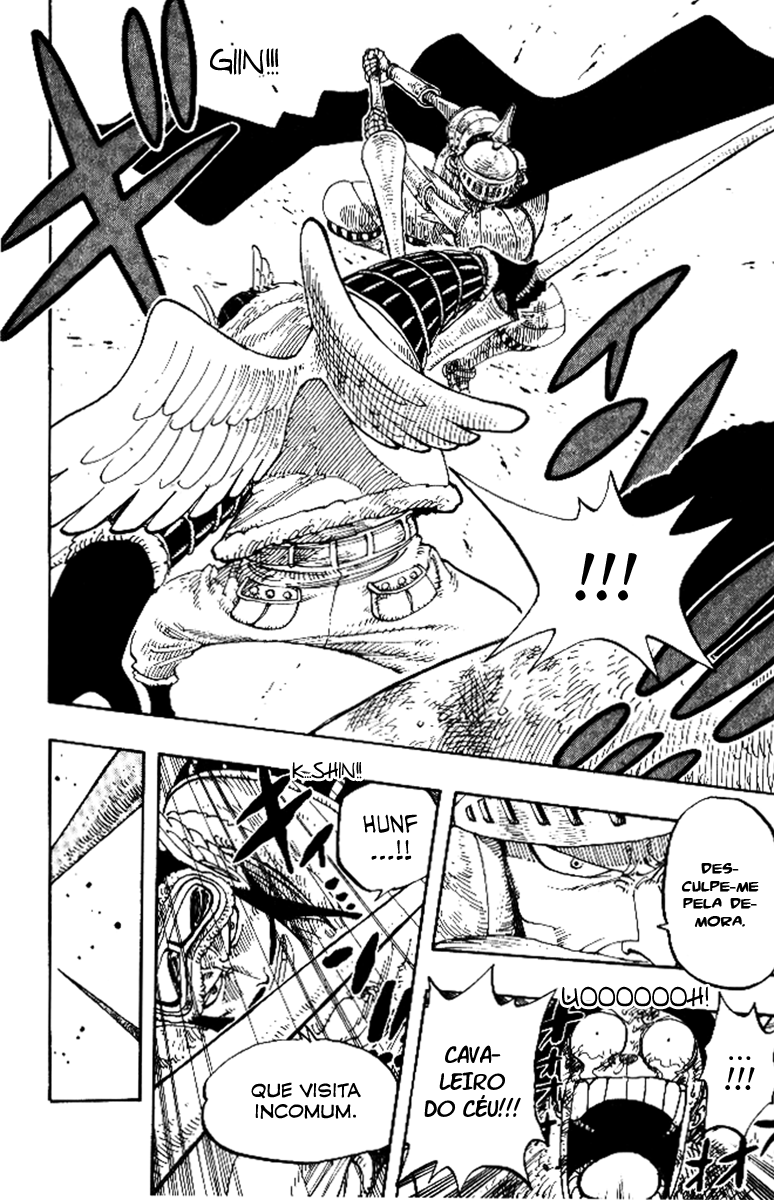 GIIN!!!
!!!
DES-
CULPE-ME
PELA DE-
MORA.
K...SHIN!!
HUNF
...!!
UOOOOOOH!
...
!!!
CAVA-
LEIRO
DO CÉU!!!
QUE VISITA
INCOMUM.